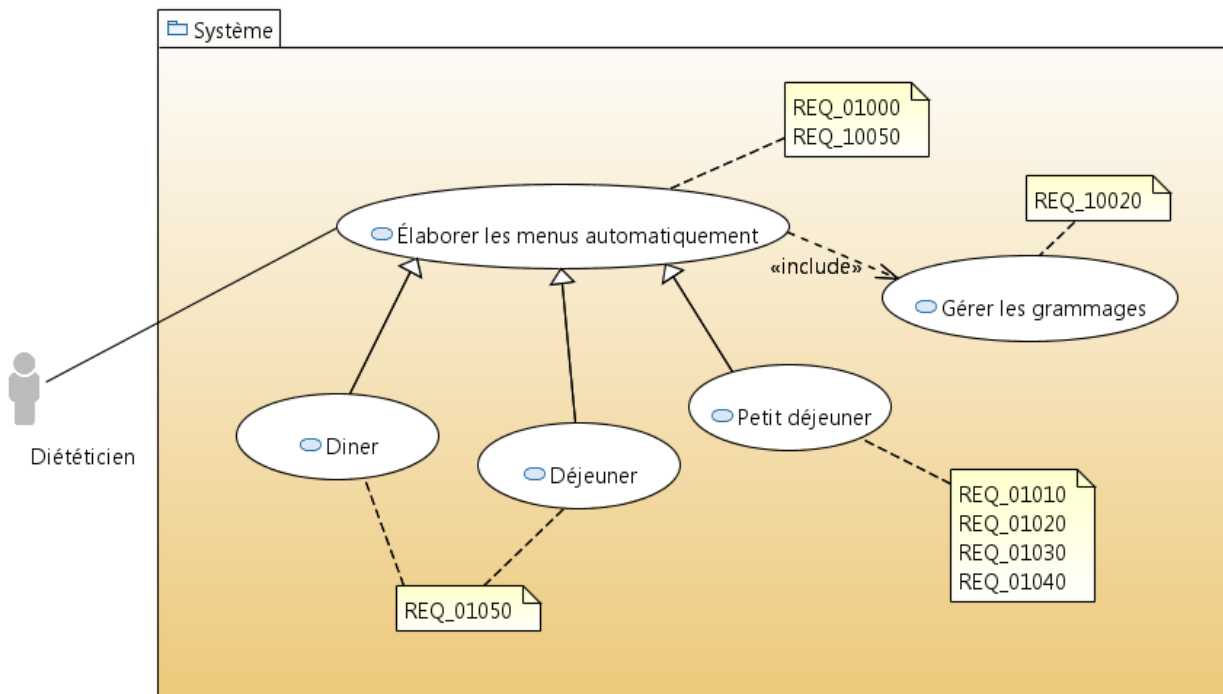 Système
REQ_01000
REQ_10050
REQ_10020
Élaborer les menus automatiquement
«include»
Gérer les grammages
Petit déjeuner
Diner
Déjeuner
Diététicien
REQ_01010
REQ_01020
REQ_01030
REQ_01040
REQ_01050